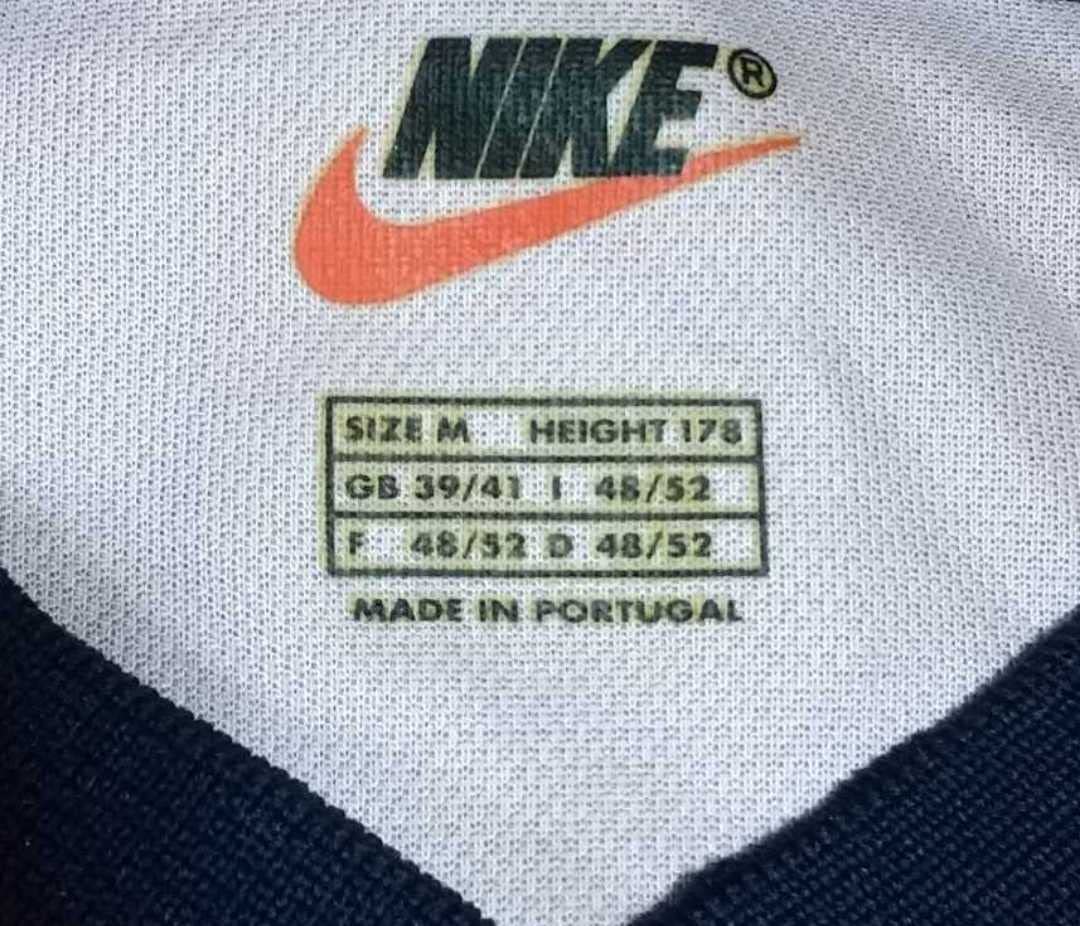 NIKE®
SIZE M HEIGHT 178
GB 39/41 I 48/52
F 48/52 D 48/52
MADE IN PORTUGAL